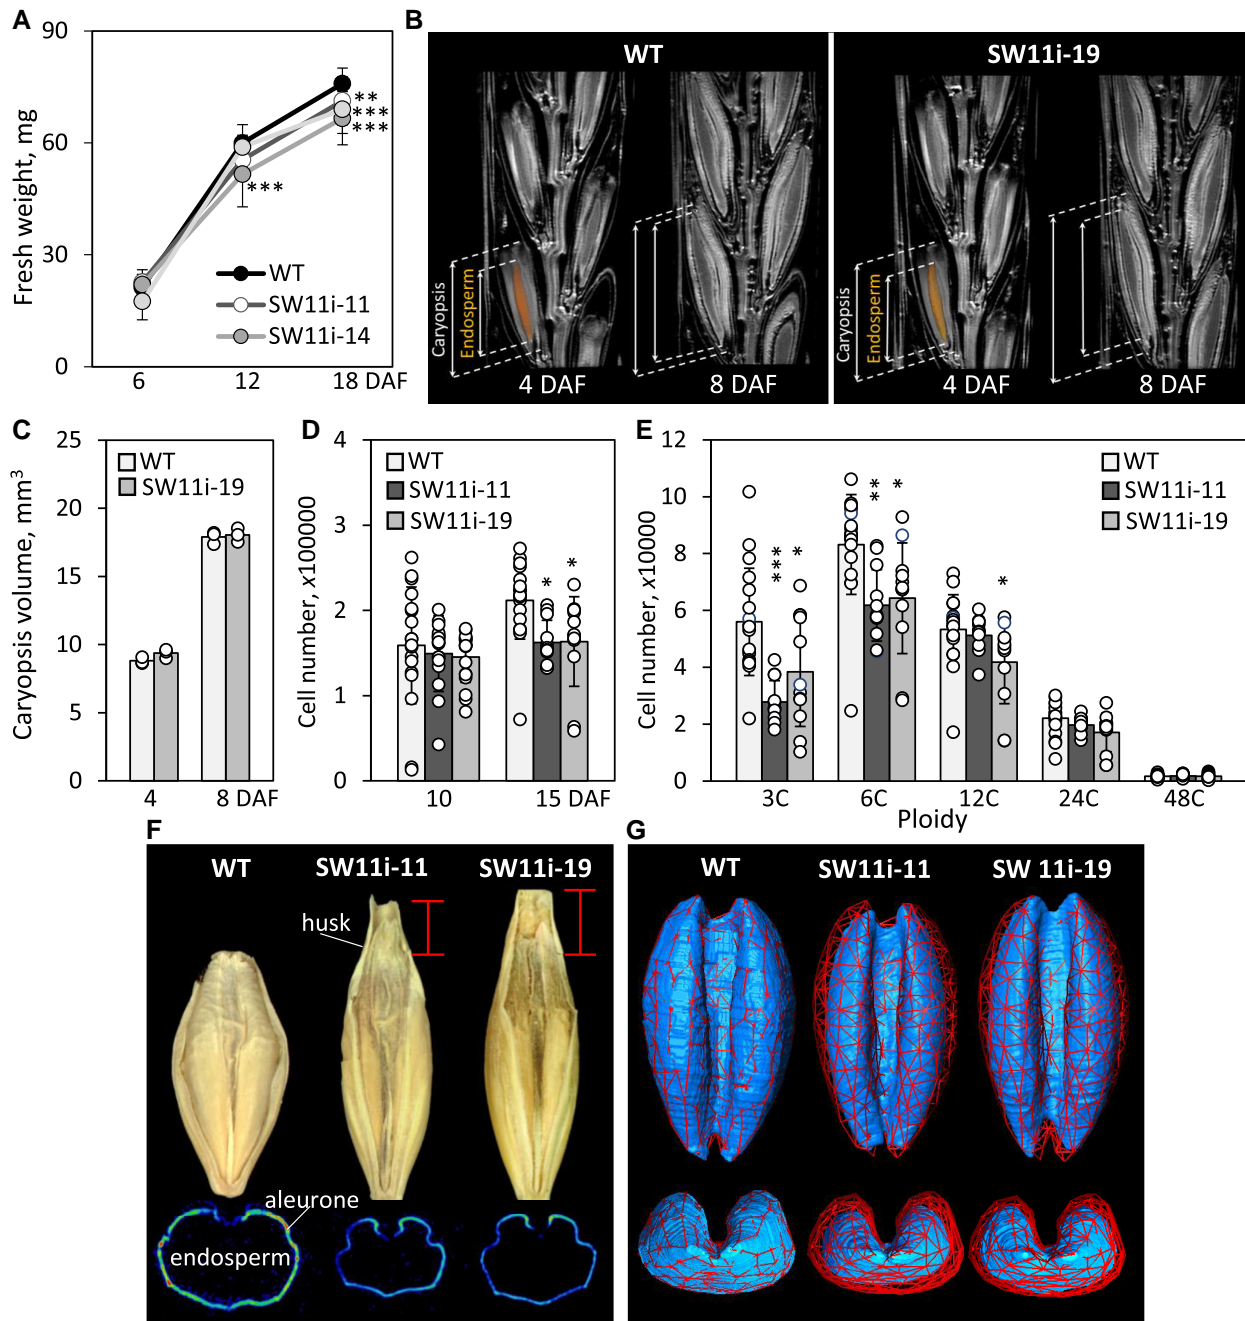 A
90
60
30
0
Fresh weight, mg
**
***
***
***
WT
SW11i-11
SW11i-14
6
12
18 DAF
B
WT
SW11i-19
Caryopsis
Endosperm
4 DAF
8 DAF
Caryopsis
Endosperm
4 DAF
8 DAF
C
25
20
15
10
5
0
Caryopsis volume, mm³
WT
SW11i-19
4
8 DAF
D
4
3
2
1
0
Cell number, x100000
WT
SW11i-11
SW11i-19
*
*
10
15 DAF
E
12
10
8
6
4
2
0
Cell number, x10000
WT
SW11i-11
SW11i-19
***
*
**
*
*
3C
6C
12C
24C
48C
Ploidy
F
WT
SW11i-11
SW11i-19
husk
aleurone
endosperm
G
WT
SW11i-11
SW 11i-19